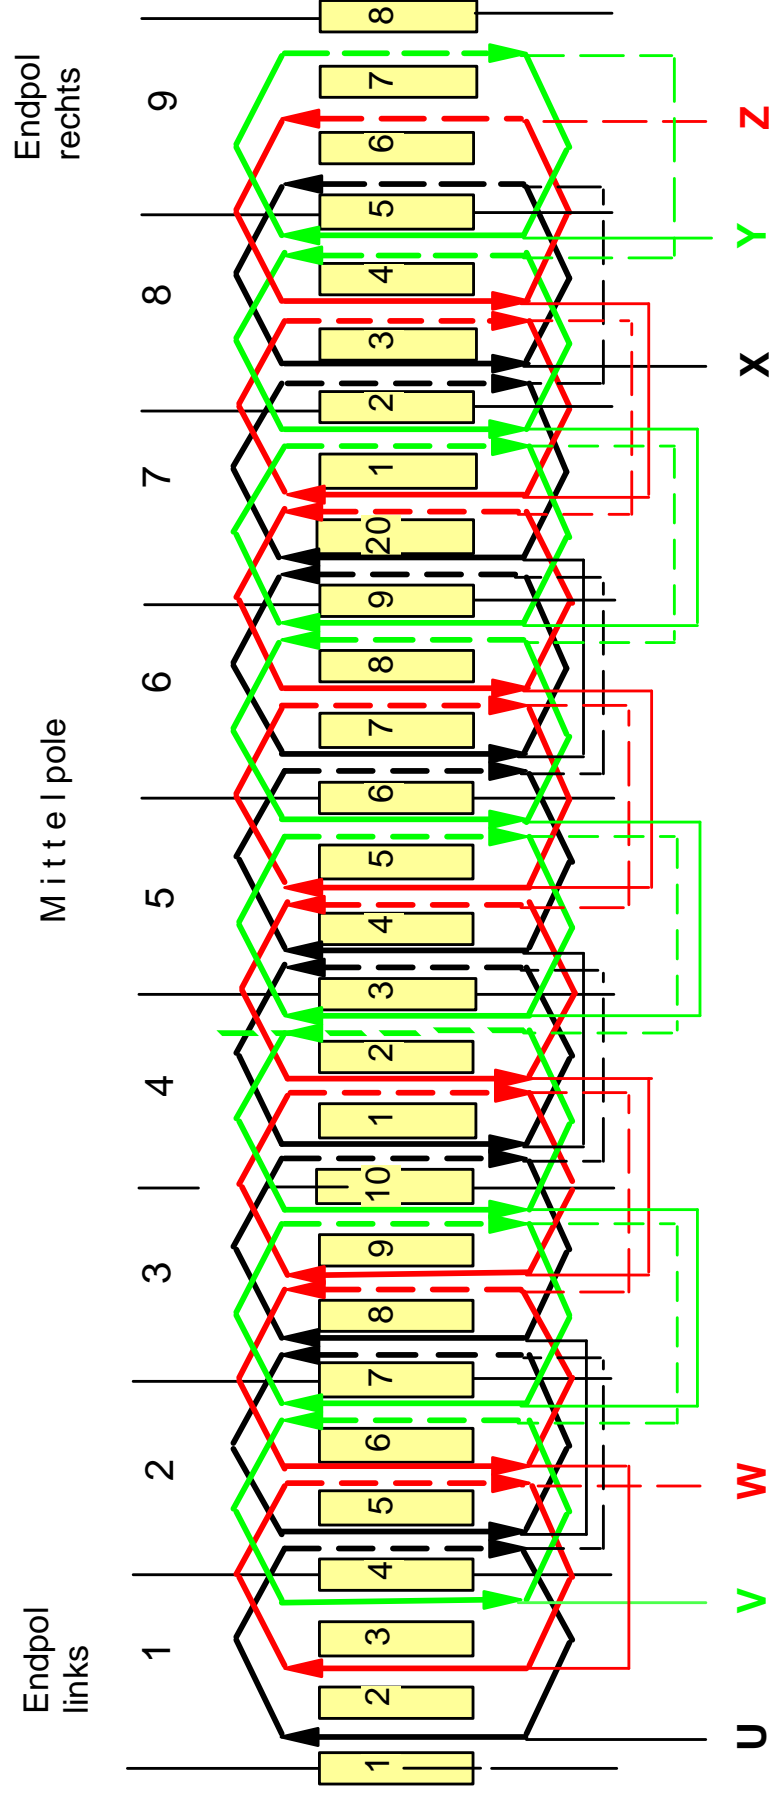 Endpol
links
Mittelpole
Endpol
rechts
1 2 3 4 5 6 7 8 9
1 2 3 4 5 6 7 8 9 10 1 2 3 4 5 6 7 8 9 20 1 2 3 4 5 6 7 8
U V W X Y Z